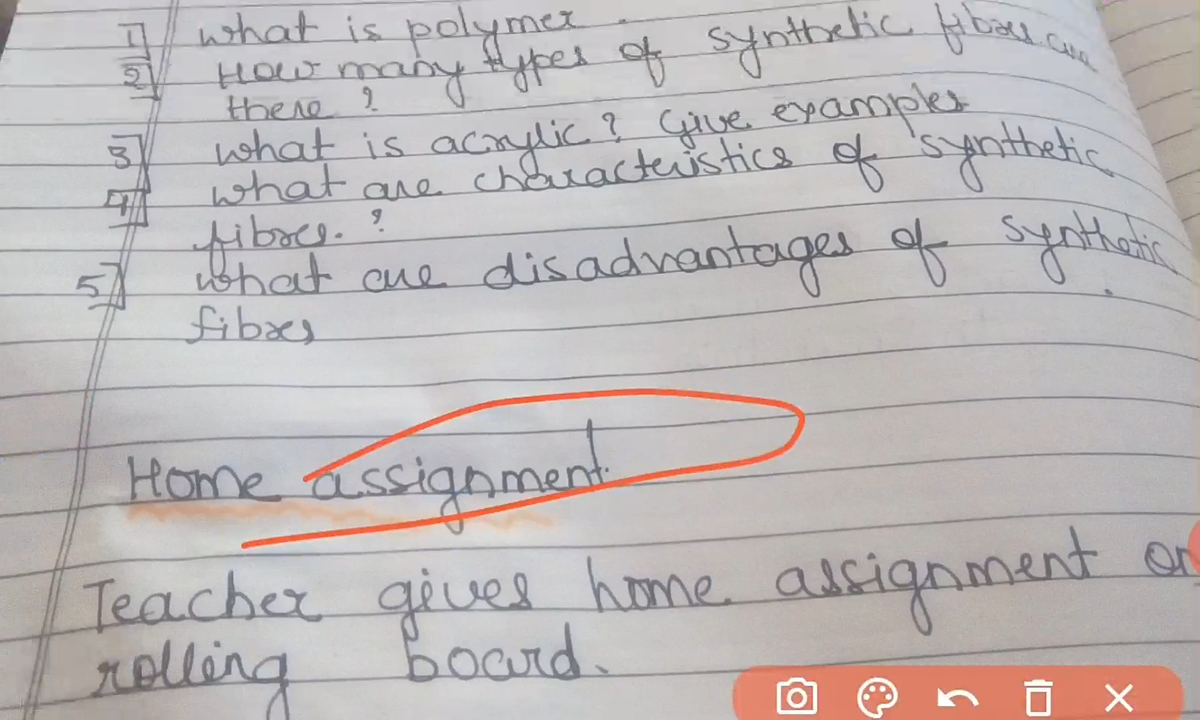 1] what is polymer .
2] How many types of synthetic fibres are
there ?
3] what is acrylic? Give examples
4] what are characteristics of synthetic
fibres. ?
5] what are disadvantages of synthetic
fibres
Home assignment.
Teacher gives home assignment on
rolling board.